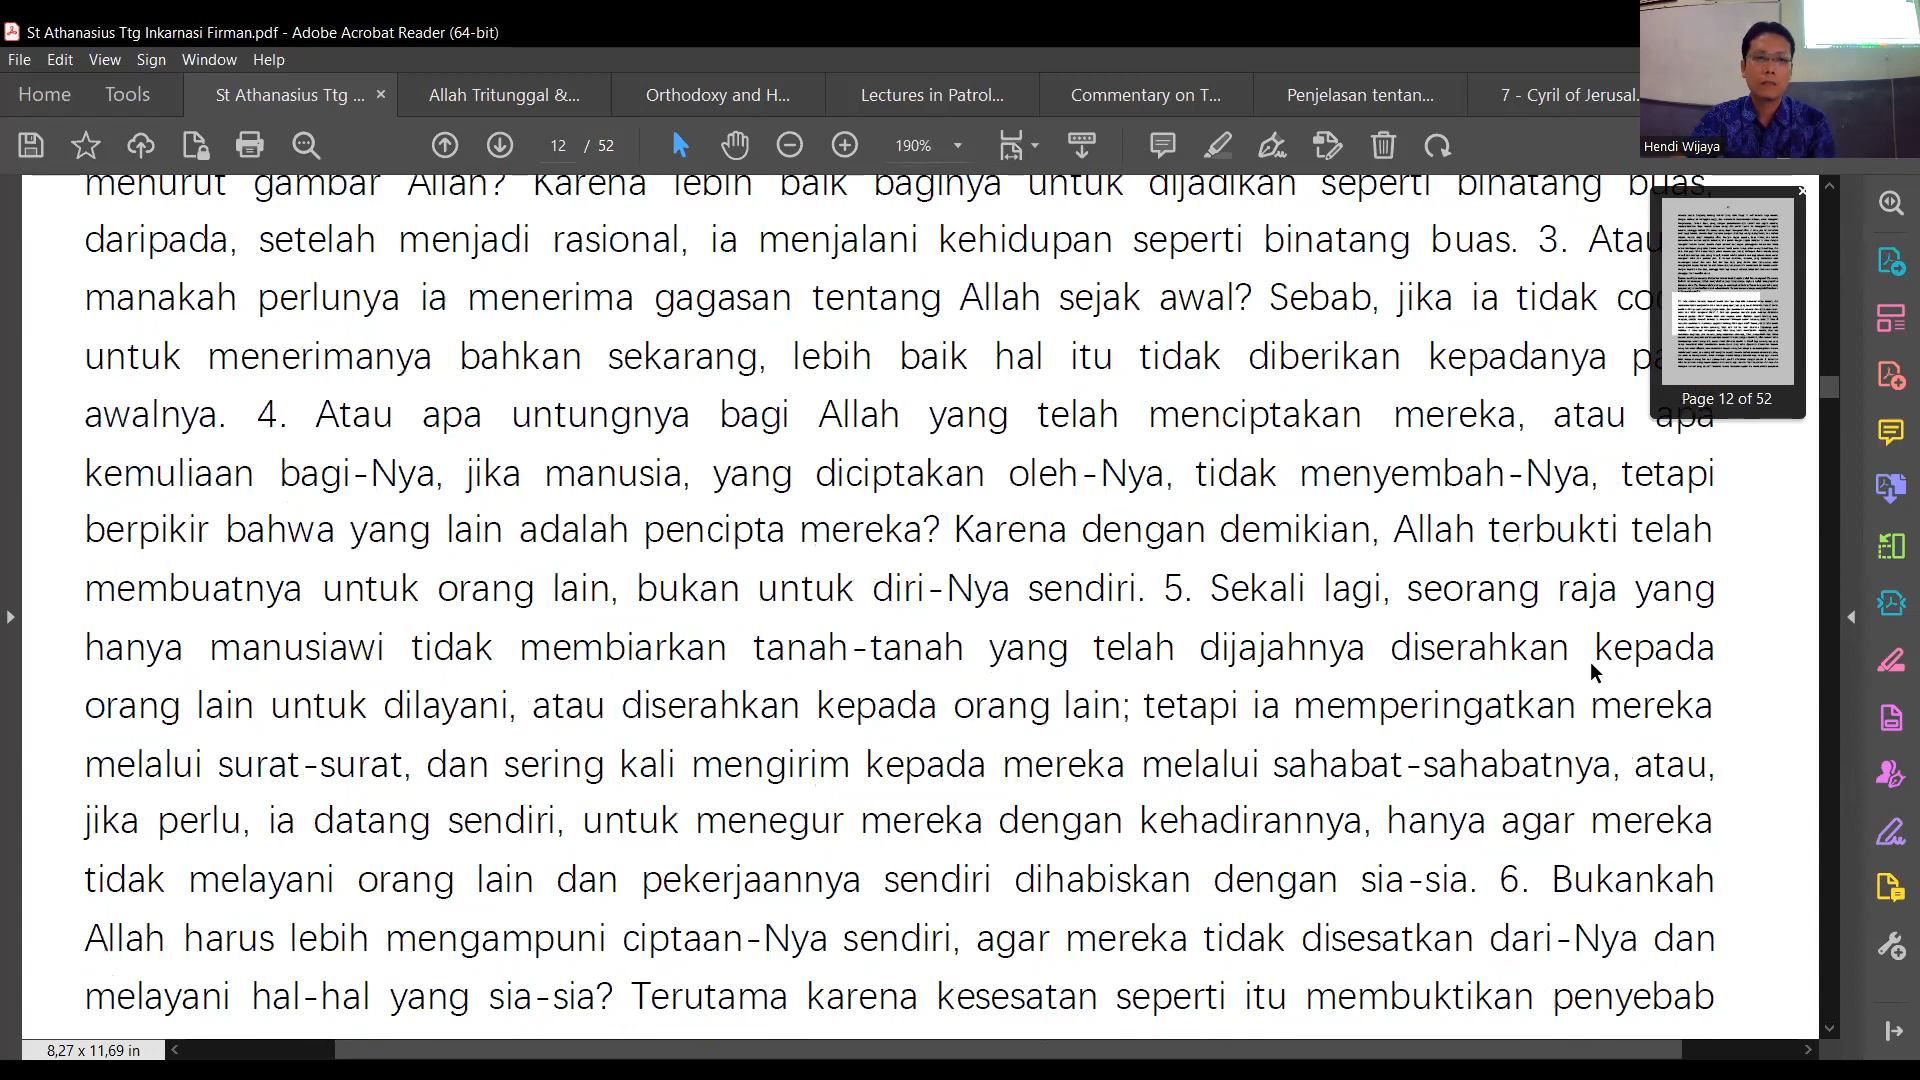 St Athanasius Ttg Inkarnasi Firman.pdf - Adobe Acrobat Reader (64-bit)
File Edit View Sign Window Help
Home Tools St Athanasius Ttg ... × Allah Tritunggal &... Orthodoxy and H... Lectures in Patrol... Commentary on T... Penjelasan tentan... 7 - Cyril of Jerusal.
12 / 52 190%
Hendi Wijaya
menurut gambar Allah? Karena lebih baik baginya untuk dijadikan seperti binatang buas,
daripada, setelah menjadi rasional, ia menjalani kehidupan seperti binatang buas. 3. Atau
manakah perlunya ia menerima gagasan tentang Allah sejak awal? Sebab, jika ia tidak
untuk menerimanya bahkan sekarang, lebih baik hal itu tidak diberikan kepadanya
awalnya. 4. Atau apa untungnya bagi Allah yang telah menciptakan mereka, atau apa
kemuliaan bagi-Nya, jika manusia, yang diciptakan oleh-Nya, tidak menyembah-Nya, tetapi
berpikir bahwa yang lain adalah pencipta mereka? Karena dengan demikian, Allah terbukti telah
membuatnya untuk orang lain, bukan untuk diri-Nya sendiri. 5. Sekali lagi, seorang raja yang
hanya manusiawi tidak membiarkan tanah-tanah yang telah dijajahnya diserahkan kepada
orang lain untuk dilayani, atau diserahkan kepada orang lain; tetapi ia memperingatkan mereka
melalui surat-surat, dan sering kali mengirim kepada mereka melalui sahabat-sahabatnya, atau,
jika perlu, ia datang sendiri, untuk menegur mereka dengan kehadirannya, hanya agar mereka
tidak melayani orang lain dan pekerjaannya sendiri dihabiskan dengan sia-sia. 6. Bukankah
Allah harus lebih mengampuni ciptaan-Nya sendiri, agar mereka tidak disesatkan dari-Nya dan
melayani hal-hal yang sia-sia? Terutama karena kesesatan seperti itu membuktikan penyebab
Page 12 of 52
8,27 x 11,69 in